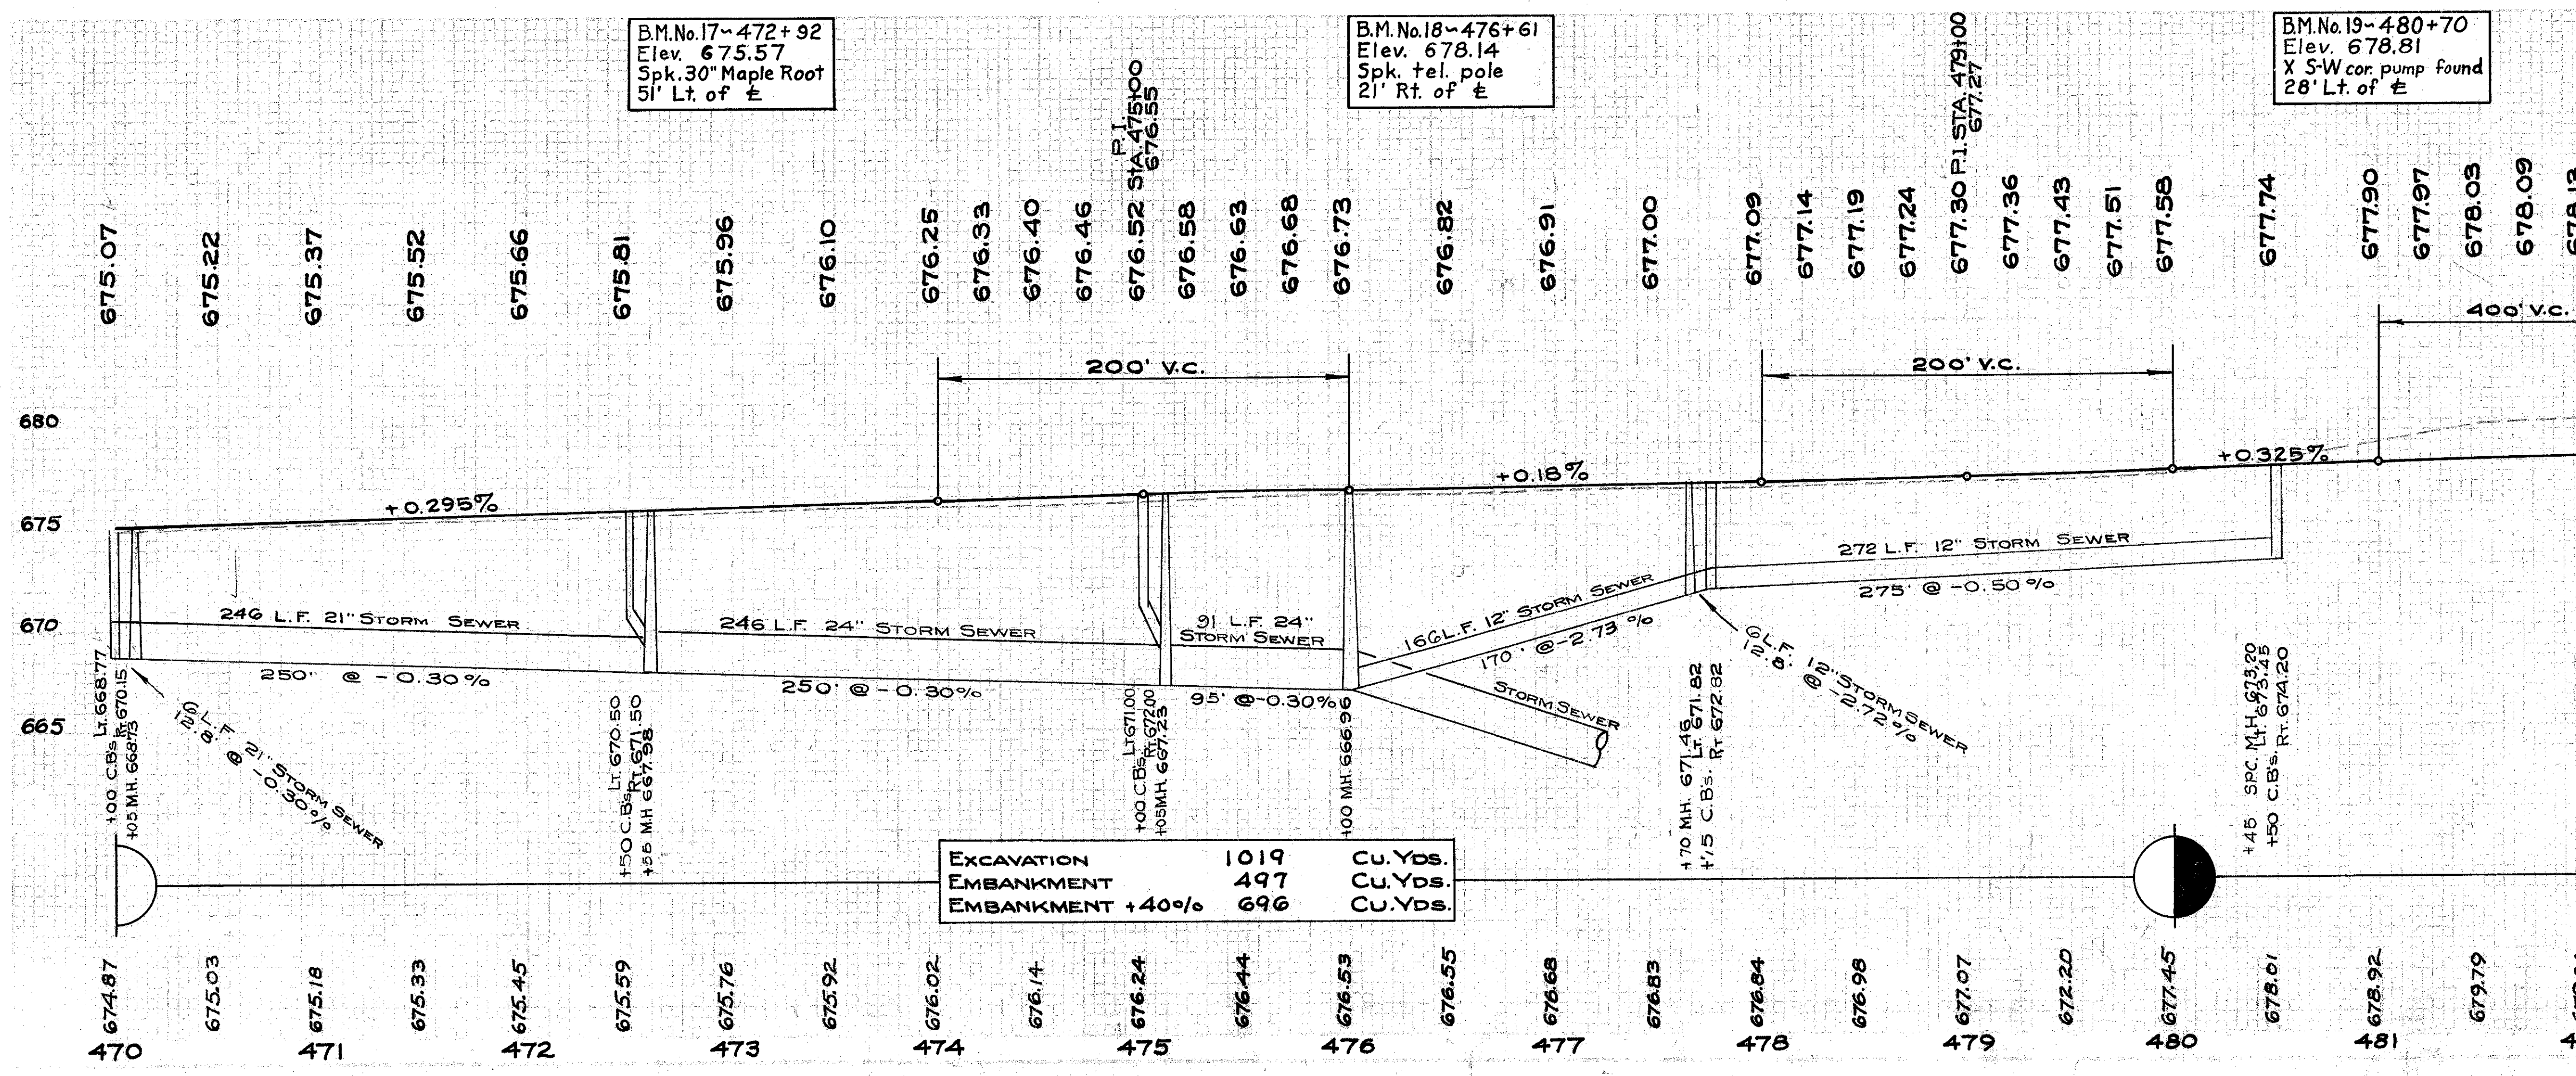 B.M.No.17~472+92
Elev. 675.57
Spk.30" Maple Root
51' Lt. of ℄
B.M.No.18~476+61
Elev. 678.14
Spk. tel. pole
21' Rt. of ℄
B.M.No.19~480+70
Elev. 678.81
X S-W cor. pump found
28' Lt. of ℄
675.07
675.22
675.37
675.52
675.66
675.81
675.96
676.10
676.25
676.33
676.40
676.46
676.52
P.I.
STA. 475+00
676.55
676.58
676.63
676.68
676.73
676.82
676.91
677.00
677.09
677.14
677.19
677.24
677.30
P.I. STA. 479+00
677.27
677.36
677.43
677.51
677.58
677.74
677.90
677.97
678.03
678.09
678.13
200' V.C.
200' V.C.
400' V.C.
680
675
670
665
+0.295%
+0.18%
+0.325%
246 L.F. 21" STORM SEWER
250' @ -0.30%
246 L.F. 24" STORM SEWER
250' @ -0.30%
91 L.F. 24"
STORM SEWER
95' @ -0.30%
166 L.F. 12" STORM SEWER
170' @ -2.73 %
STORM SEWER
272 L.F. 12" STORM SEWER
275' @ -0.50%
6 L.F. 21" STORM SEWER
12.8' @ -0.30%
6 L.F. 12" STORM SEWER
12.8' @ -2.72%
+00 C.B's. LT. 668.77
RT. 670.15
+05 M.H. 668.73
+50 C.B's. LT. 670.50
RT. 671.50
+55 M.H. 667.98
+00 C.B's. LT. 671.00
RT. 672.00
+05 M.H. 667.23
+00 M.H. 666.96
+70 M.H. 671.46
+75 C.B's. LT. 671.82
RT 672.82
+45 SPC. M.H. 673.20
+50 C.B's. LT. 673.45
RT. 674.20
EXCAVATION 1019 CU.YDS.
EMBANKMENT 497 CU.YDS.
EMBANKMENT +40% 696 CU.YDS.
674.87
675.03
675.18
675.33
675.45
675.59
675.76
675.92
676.02
676.14
676.24
676.44
676.53
676.55
676.68
676.83
676.84
676.98
677.07
672.20
677.45
678.01
678.92
679.79
470
471
472
473
474
475
476
477
478
479
480
481